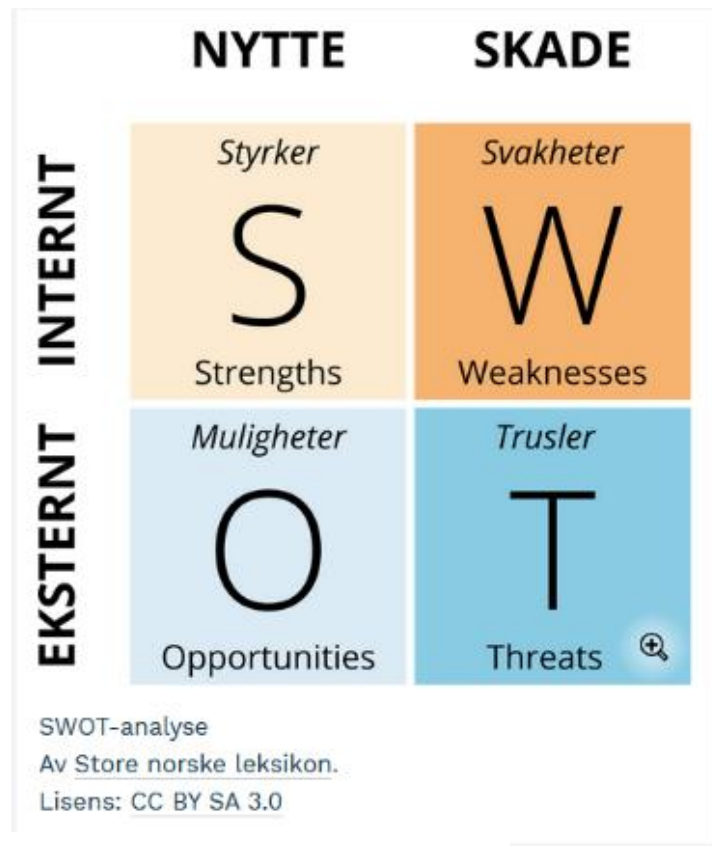 NYTTE SKADE
INTERNT
Styrker
S
Strengths
Svakheter
W
Weaknesses
EKSTERNT
Muligheter
O
Opportunities
Trusler
T
Threats
SWOT-analyse
Av Store norske leksikon.
Lisens: CC BY SA 3.0